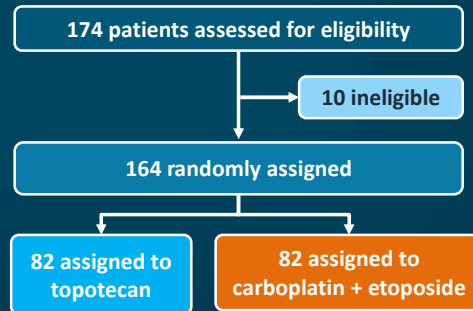 174 patients assessed for eligibility
10 ineligible
164 randomly assigned
82 assigned to
topotecan
82 assigned to
carboplatin + etoposide